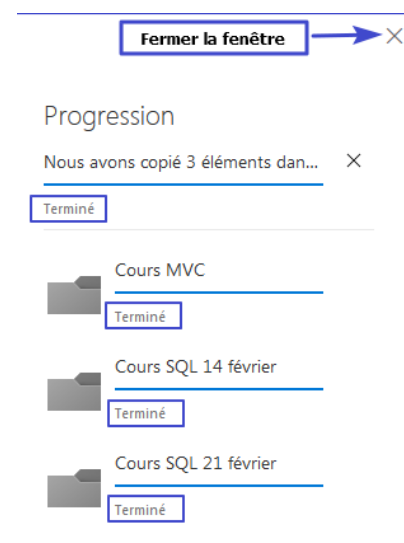 Fermer la fenêtre
Progression
Nous avons copié 3 éléments dan...
Terminé
Cours MVC
Terminé
Cours SQL 14 février
Terminé
Cours SQL 21 février
Terminé